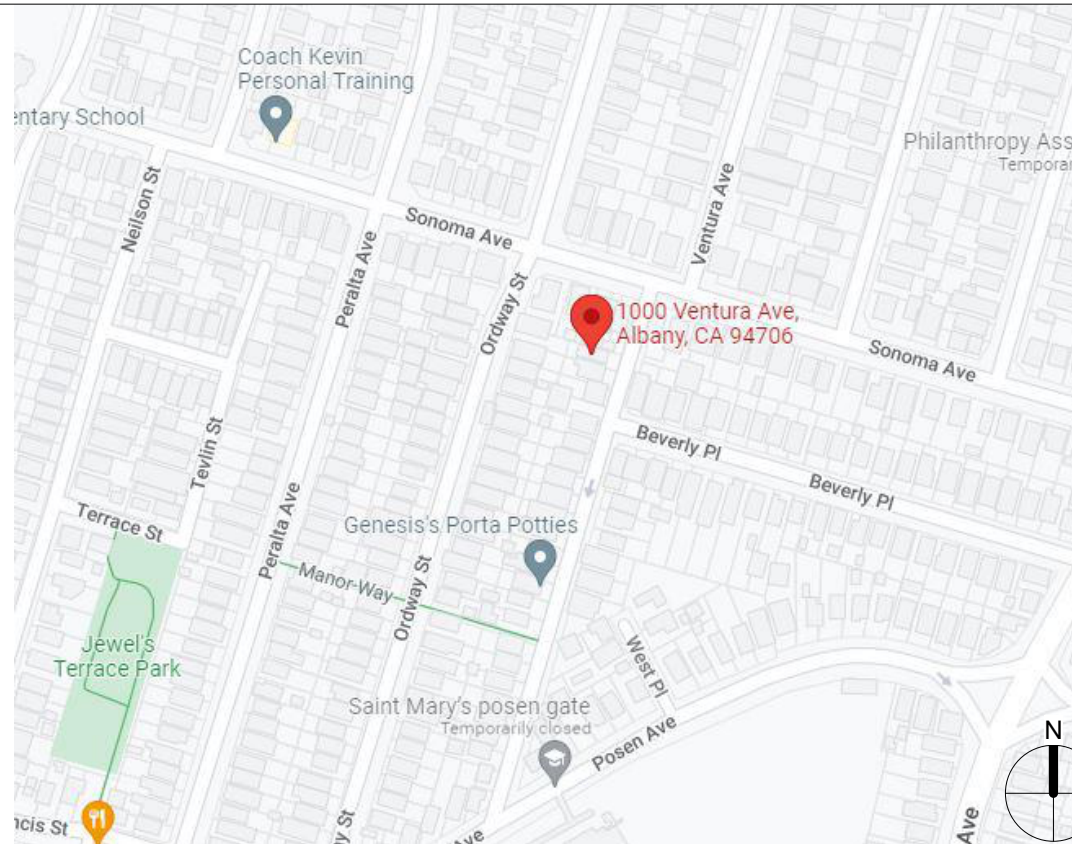 Coach Kevin
Personal Training
entary School
Philanthropy Ass
Temporar
Neilson St
Sonoma Ave
Ventura Ave
Peralta Ave
Ordway St
1000 Ventura Ave,
Albany, CA 94706
Sonoma Ave
Tevlin St
Beverly Pl
Beverly Pl
Terrace St
Peralta Ave
Genesis's Porta Potties
Manor-Way
Ordway St
Jewel's
Terrace Park
West Pl
Saint Mary's posen gate
Temporarily closed
Posen Ave
N
ncis St
y St
Ave
Ave